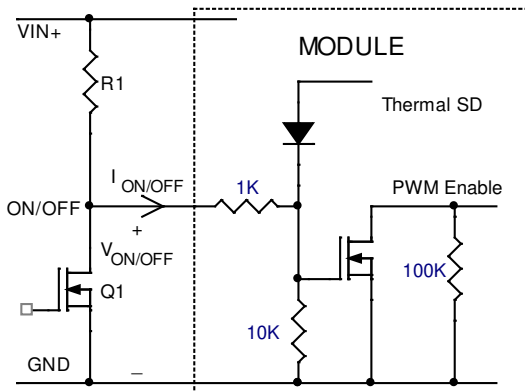 VIN+
MODULE
R1
Thermal SD
I ON/OFF
1K
PWM Enable
ON/OFF
+
V ON/OFF
Q1
100K
10K
GND
_